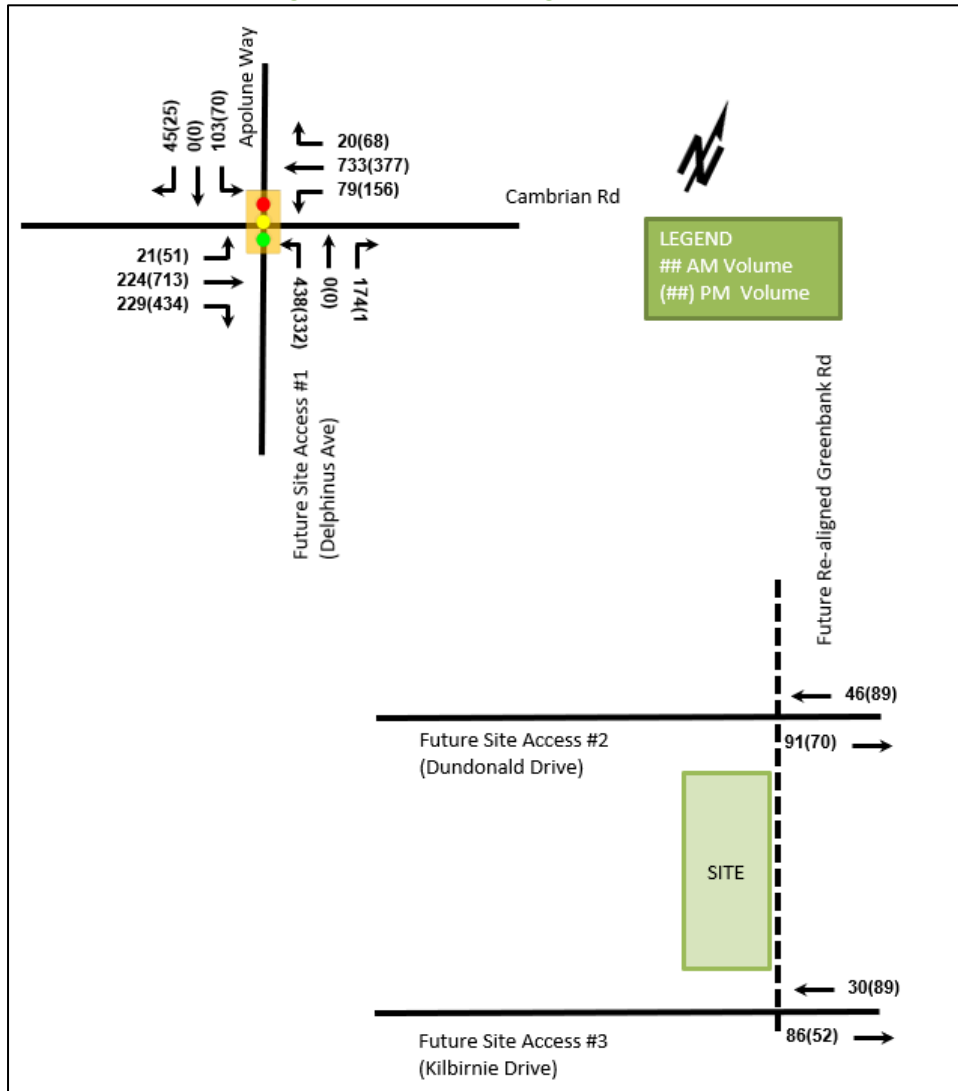 Apolune Way
45(25)
0(0)
103(70)
20(68)
733(377)
79(156)
Cambrian Rd
21(51)
224(713)
229(434)
438(332)
0(0)
174(1
N
LEGEND
## AM Volume
(##) PM Volume
Future Site Access #1
(Delphinus Ave)
Future Re-aligned Greenbank Rd
46(89)
Future Site Access #2
(Dundonald Drive)
91(70)
SITE
30(89)
Future Site Access #3
(Kilbirnie Drive)
86(52)